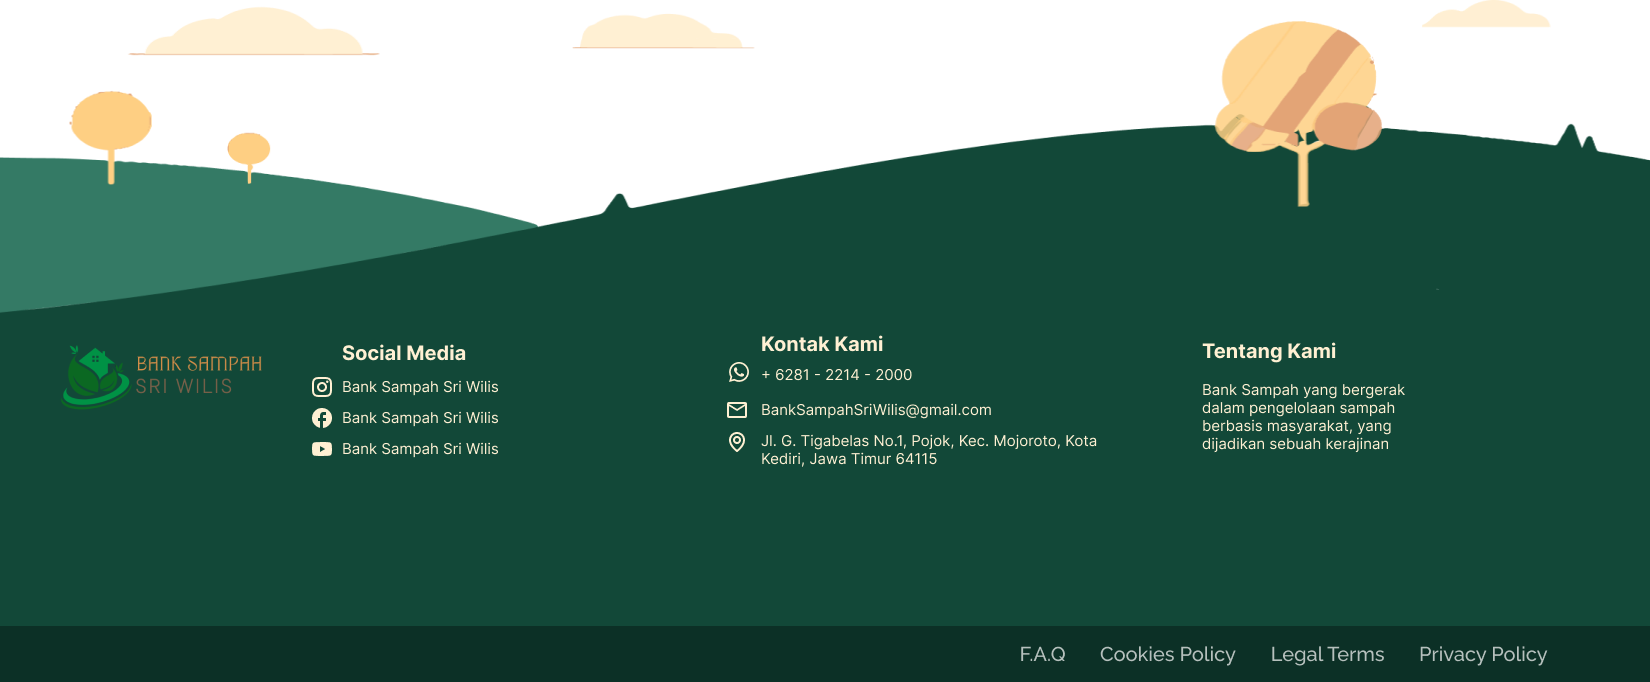 BANK SAMPAH
SRI WILIS
Social Media
Bank Sampah Sri Wilis
Bank Sampah Sri Wilis
Bank Sampah Sri Wilis
Kontak Kami
+ 6281 - 2214 - 2000
BankSampahSriWilis@gmail.com
Jl. G. Tigabelas No.1, Pojok, Kec. Mojoroto, Kota
Kediri, Jawa Timur 64115
Tentang Kami
Bank Sampah yang bergerak
dalam pengelolaan sampah
berbasis masyarakat, yang
dijadikan sebuah kerajinan
F.A.Q Cookies Policy Legal Terms Privacy Policy